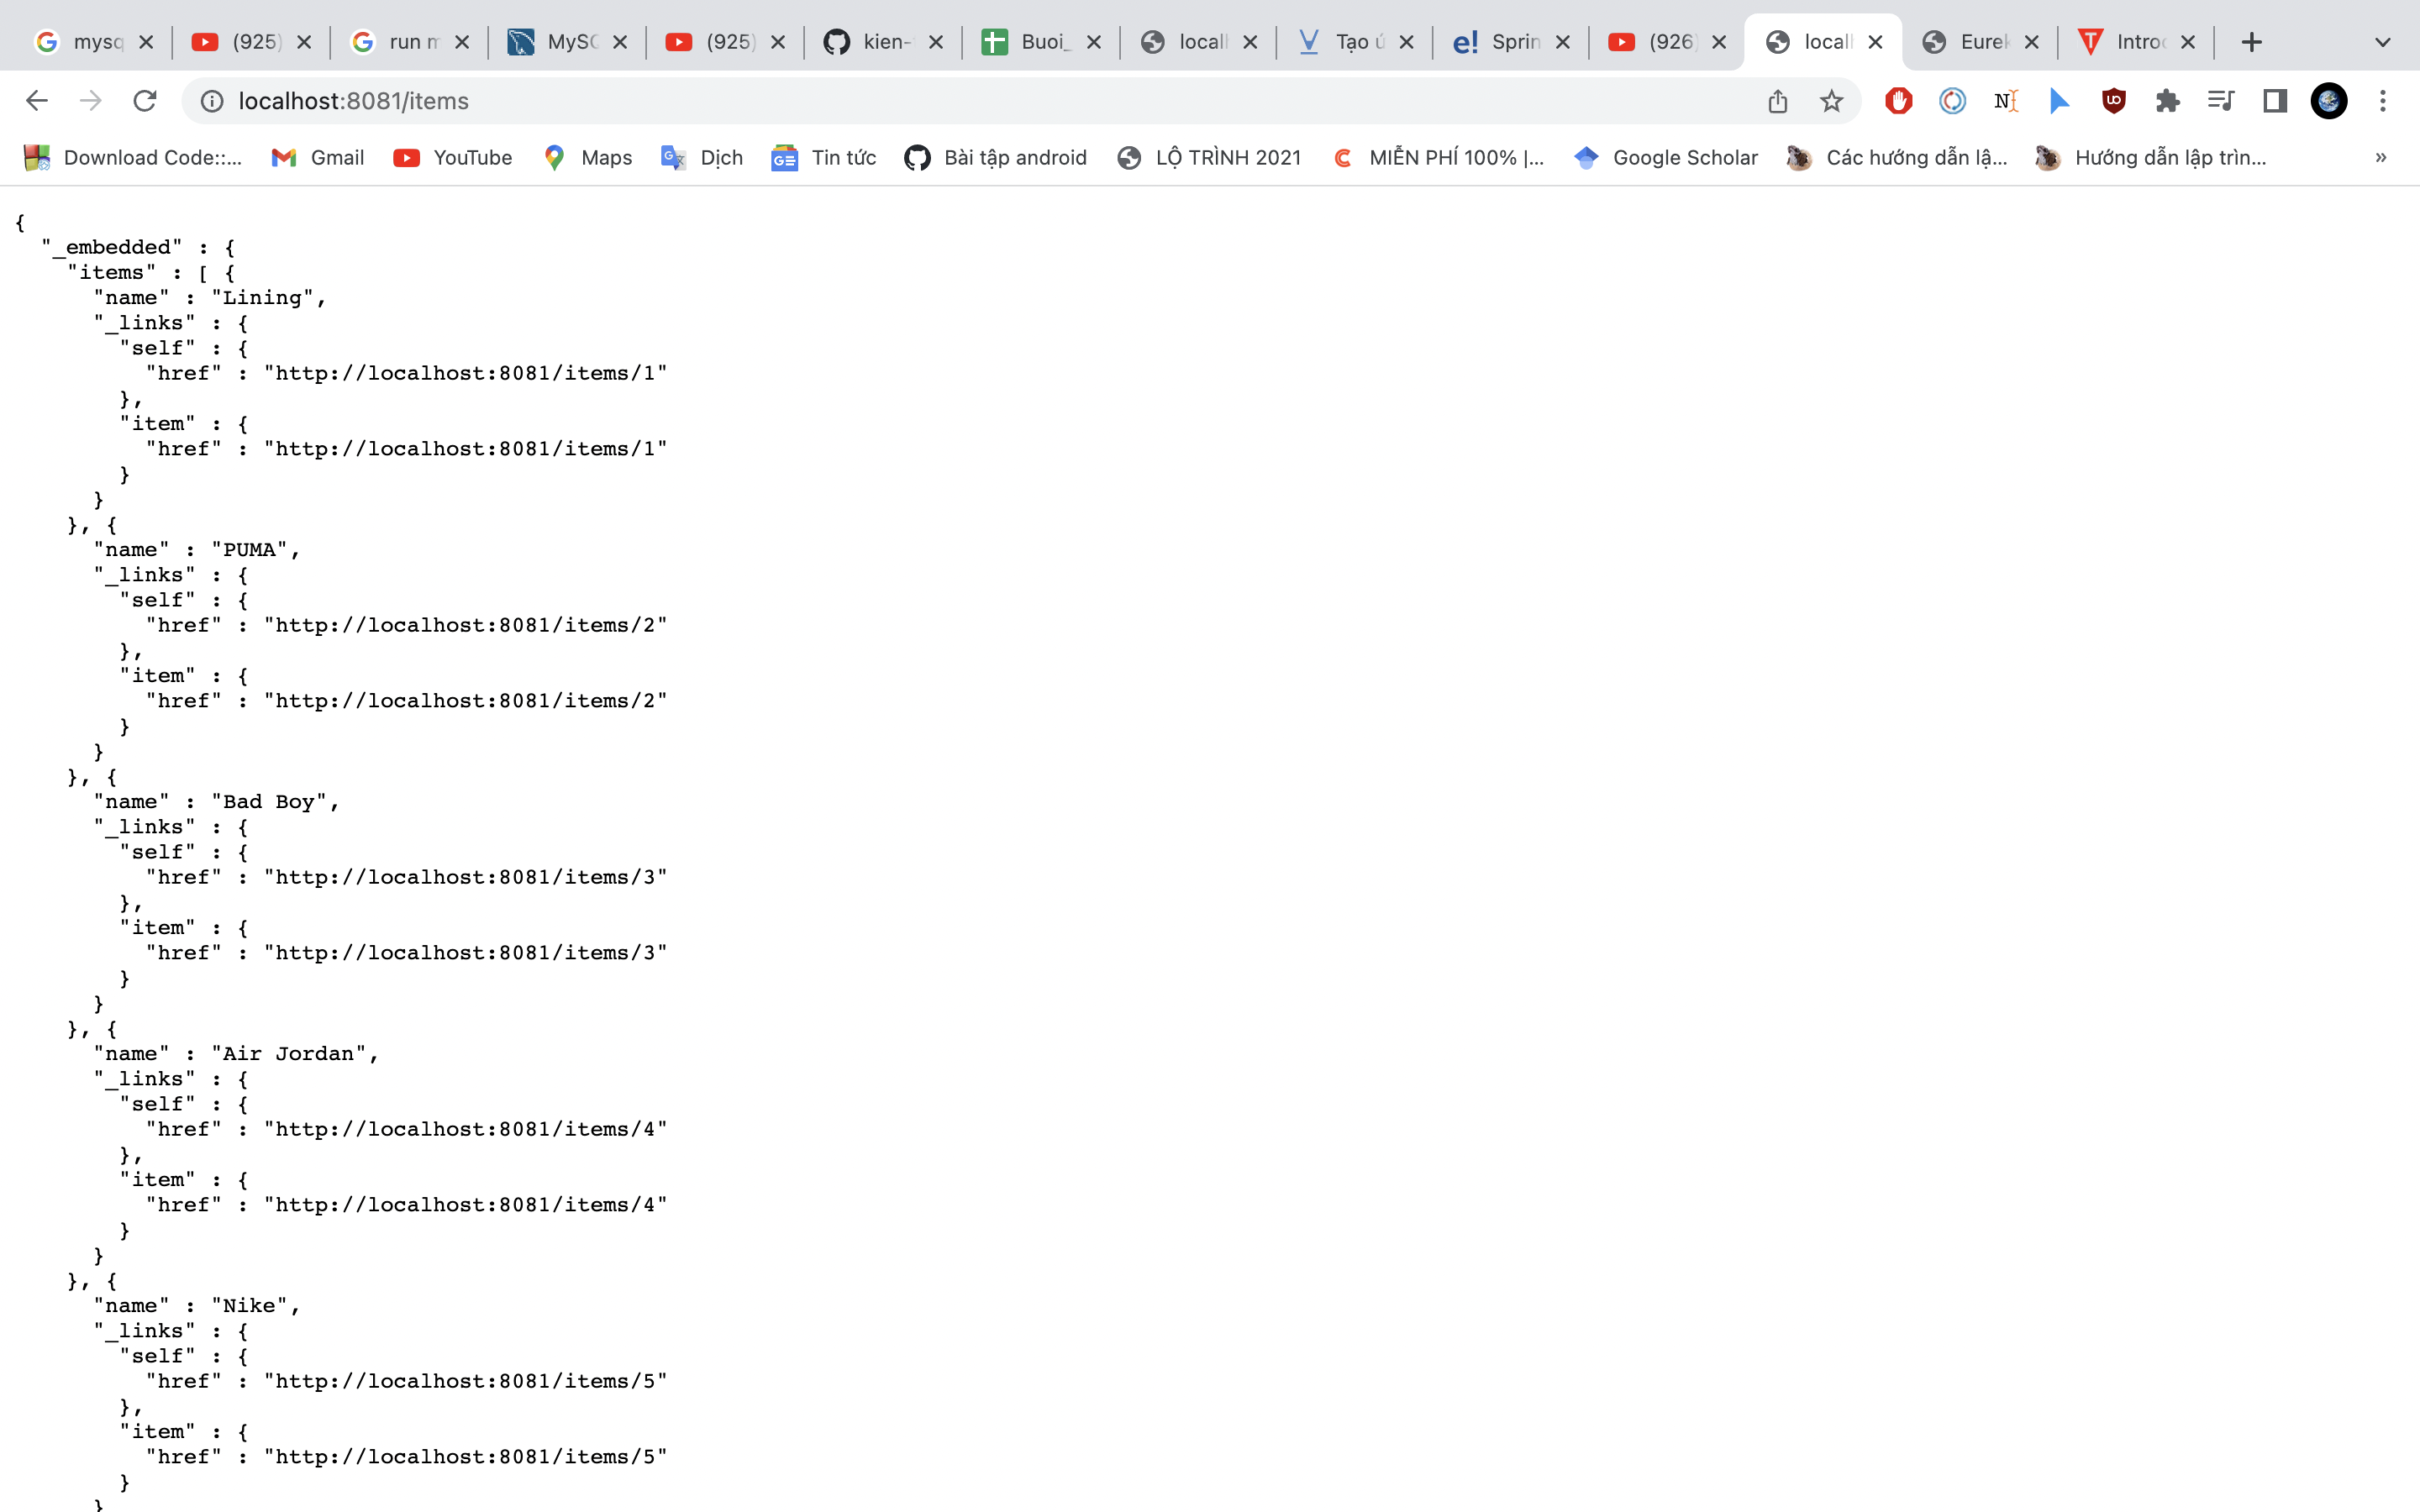 mysq
(925)
run m
MySQ
(925)
kien-
Buoi_
localh
Tạo ú
e! Sprin
(926)
localh
Eurek
Introd
localhost:8081/items
Download Code::... Gmail YouTube Maps Dịch Tin tức Bài tập android LỘ TRÌNH 2021 MIỄN PHÍ 100% |... Google Scholar Các hướng dẫn lậ... Hướng dẫn lập trìn... »
{
"_embedded" : {
"items" : [ {
"name" : "Lining",
"_links" : {
"self" : {
"href" : "http://localhost:8081/items/1"
},
"item" : {
"href" : "http://localhost:8081/items/1"
}
}
}, {
"name" : "PUMA",
"_links" : {
"self" : {
"href" : "http://localhost:8081/items/2"
},
"item" : {
"href" : "http://localhost:8081/items/2"
}
}
}, {
"name" : "Bad Boy",
"_links" : {
"self" : {
"href" : "http://localhost:8081/items/3"
},
"item" : {
"href" : "http://localhost:8081/items/3"
}
}
}, {
"name" : "Air Jordan",
"_links" : {
"self" : {
"href" : "http://localhost:8081/items/4"
},
"item" : {
"href" : "http://localhost:8081/items/4"
}
}
}, {
"name" : "Nike",
"_links" : {
"self" : {
"href" : "http://localhost:8081/items/5"
},
"item" : {
"href" : "http://localhost:8081/items/5"
}
}